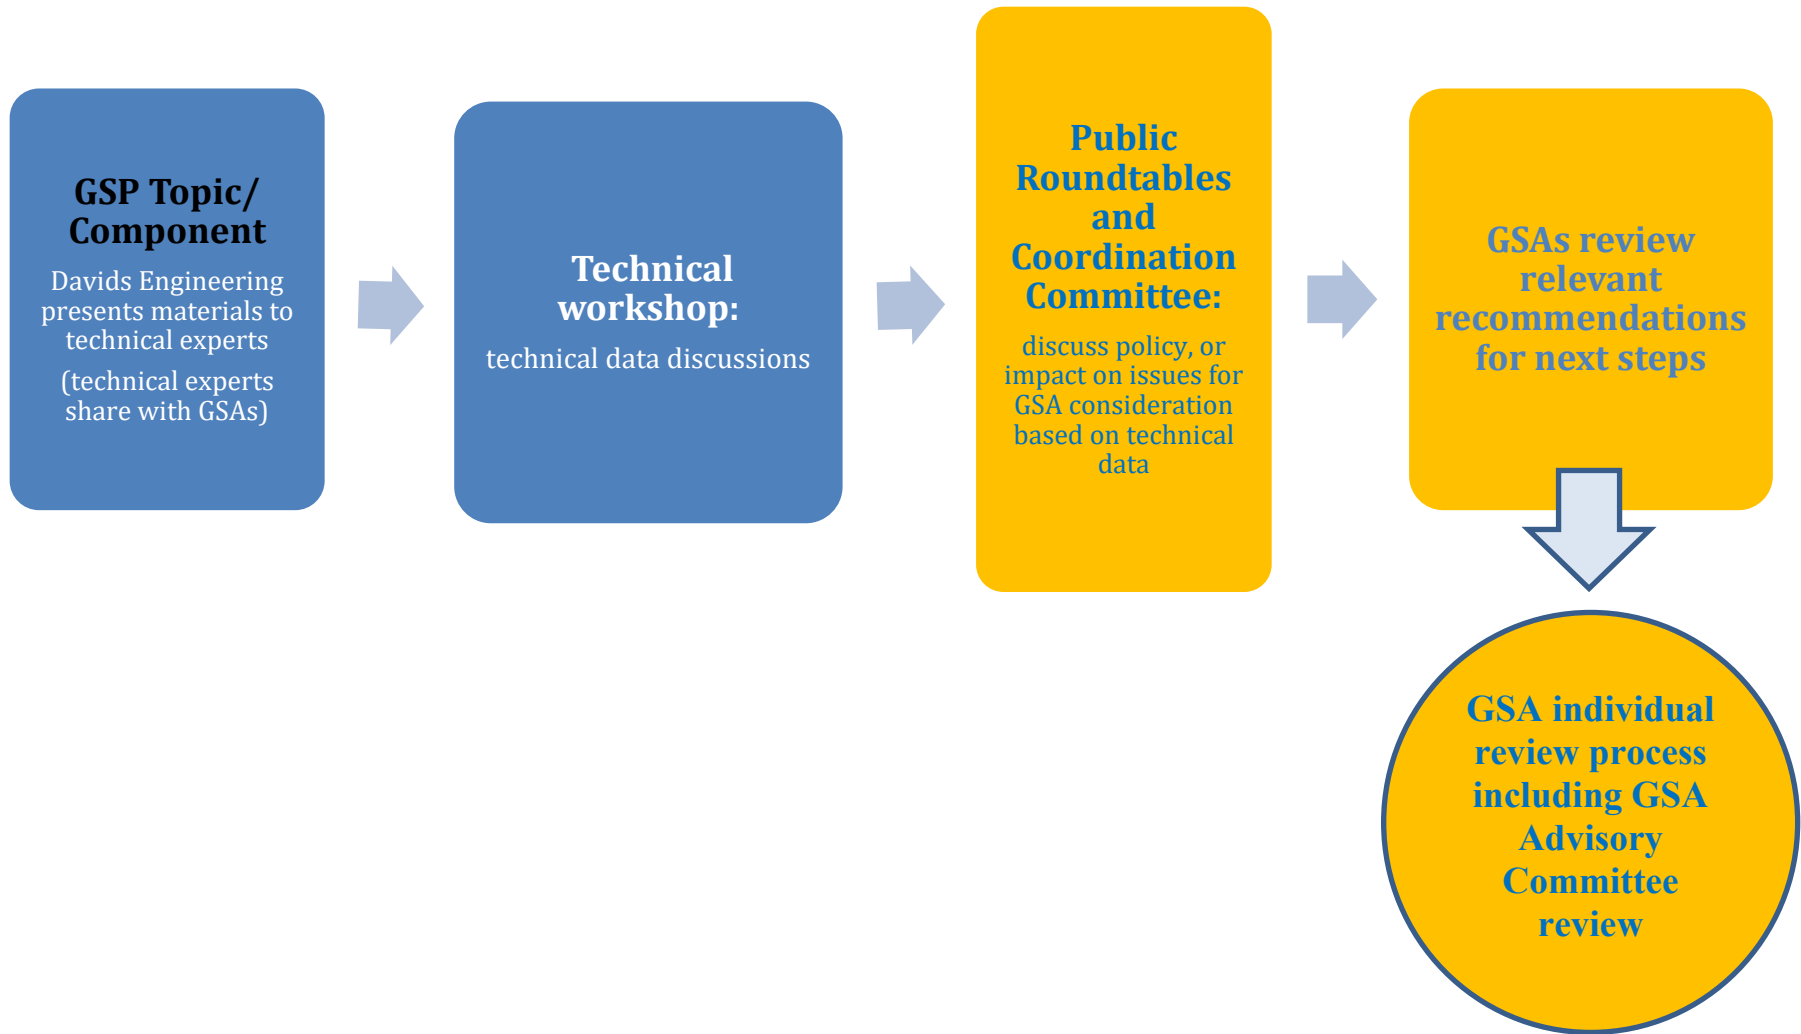 GSP Topic/
Component
Davids Engineering
presents materials to
technical experts
(technical experts
share with GSAs)
Technical
workshop:
technical data discussions
Public
Roundtables
and
Coordination
Committee:
discuss policy, or
impact on issues for
GSA consideration
based on technical
data
GSAs review
relevant
recommendations
for next steps
GSA individual
review process
including GSA
Advisory
Committee
review